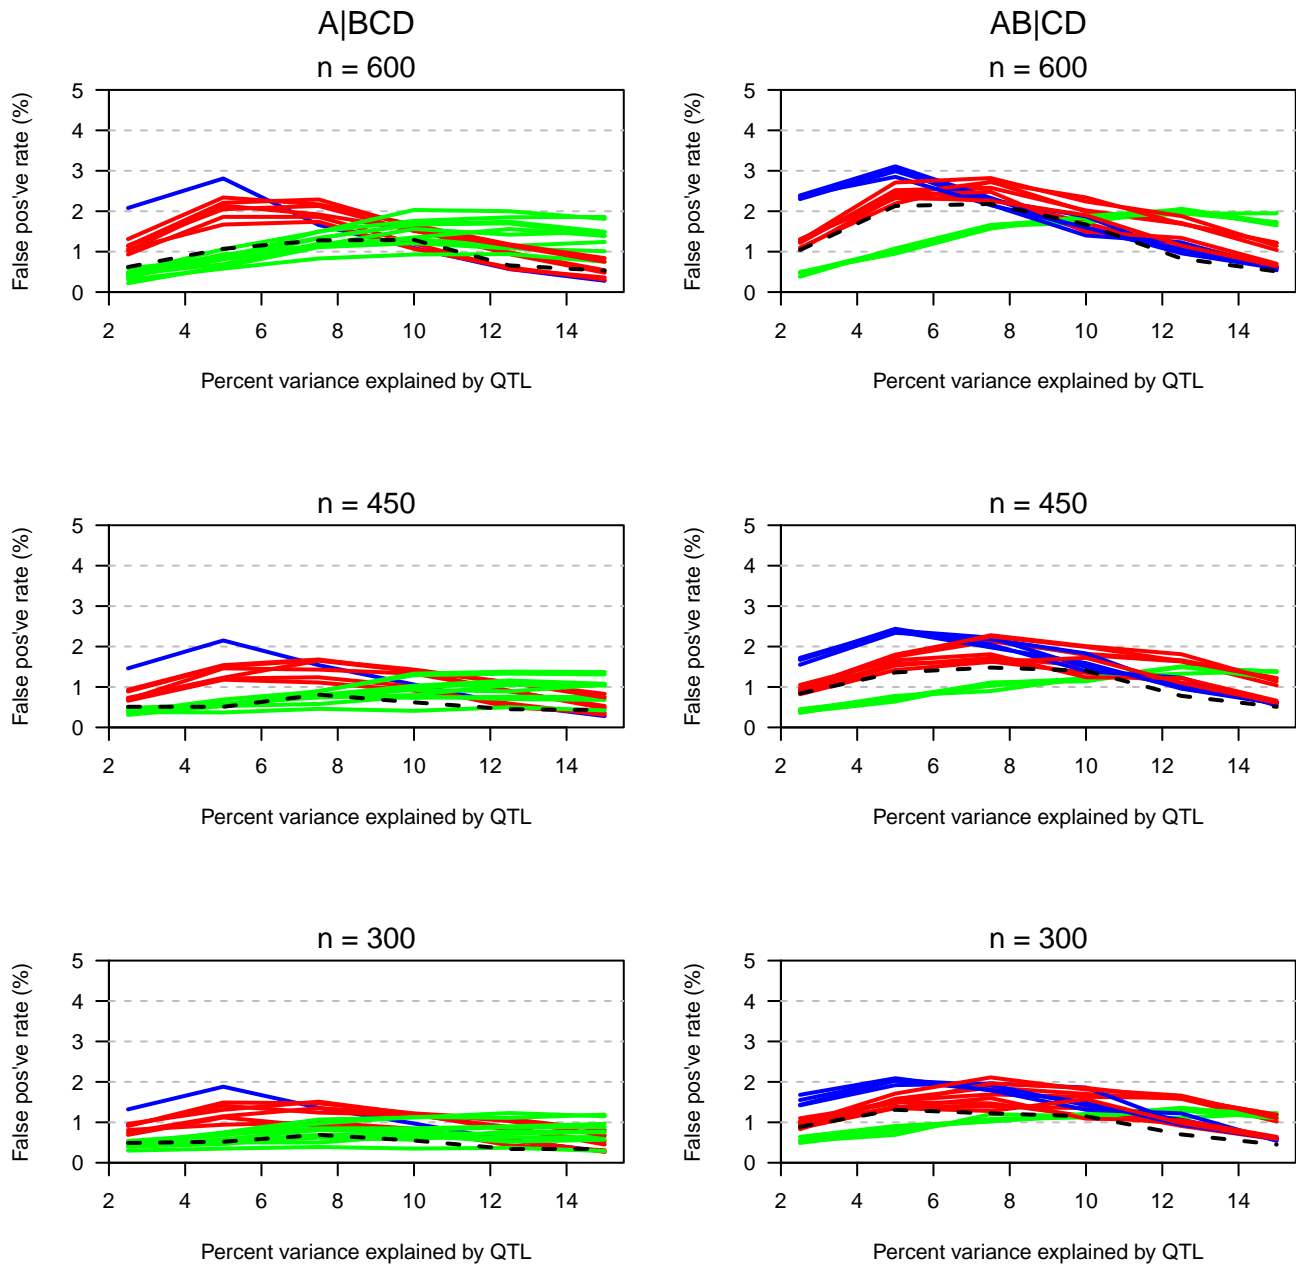 A|BCD
n = 600
False pos've rate (%)
5
4
3
2
1
0
2 4 6 8 10 12 14
Percent variance explained by QTL
AB|CD
n = 600
False pos've rate (%)
5
4
3
2
1
0
2 4 6 8 10 12 14
Percent variance explained by QTL
n = 450
False pos've rate (%)
5
4
3
2
1
0
2 4 6 8 10 12 14
Percent variance explained by QTL
n = 450
False pos've rate (%)
5
4
3
2
1
0
2 4 6 8 10 12 14
Percent variance explained by QTL
n = 300
False pos've rate (%)
5
4
3
2
1
0
2 4 6 8 10 12 14
Percent variance explained by QTL
n = 300
False pos've rate (%)
5
4
3
2
1
0
2 4 6 8 10 12 14
Percent variance explained by QTL